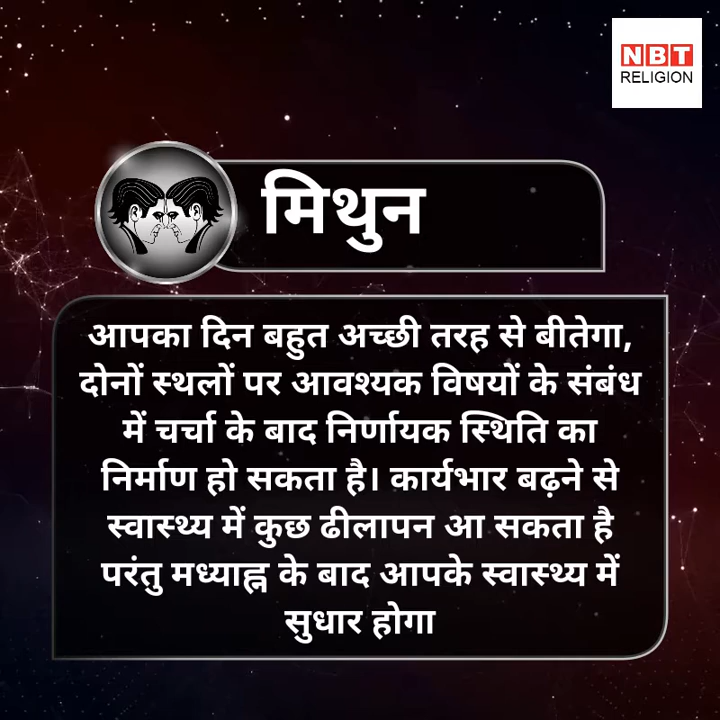 NBT
RELIGION
मिथुन
आपका दिन बहुत अच्छी तरह से बीतेगा,
दोनों स्थलों पर आवश्यक विषयों के संबंध
में चर्चा के बाद निर्णायक स्थिति का
निर्माण हो सकता है। कार्यभार बढ़ने से
स्वास्थ्य में कुछ ढीलापन आ सकता है
परंतु मध्याह्न के बाद आपके स्वास्थ्य में
सुधार होगा